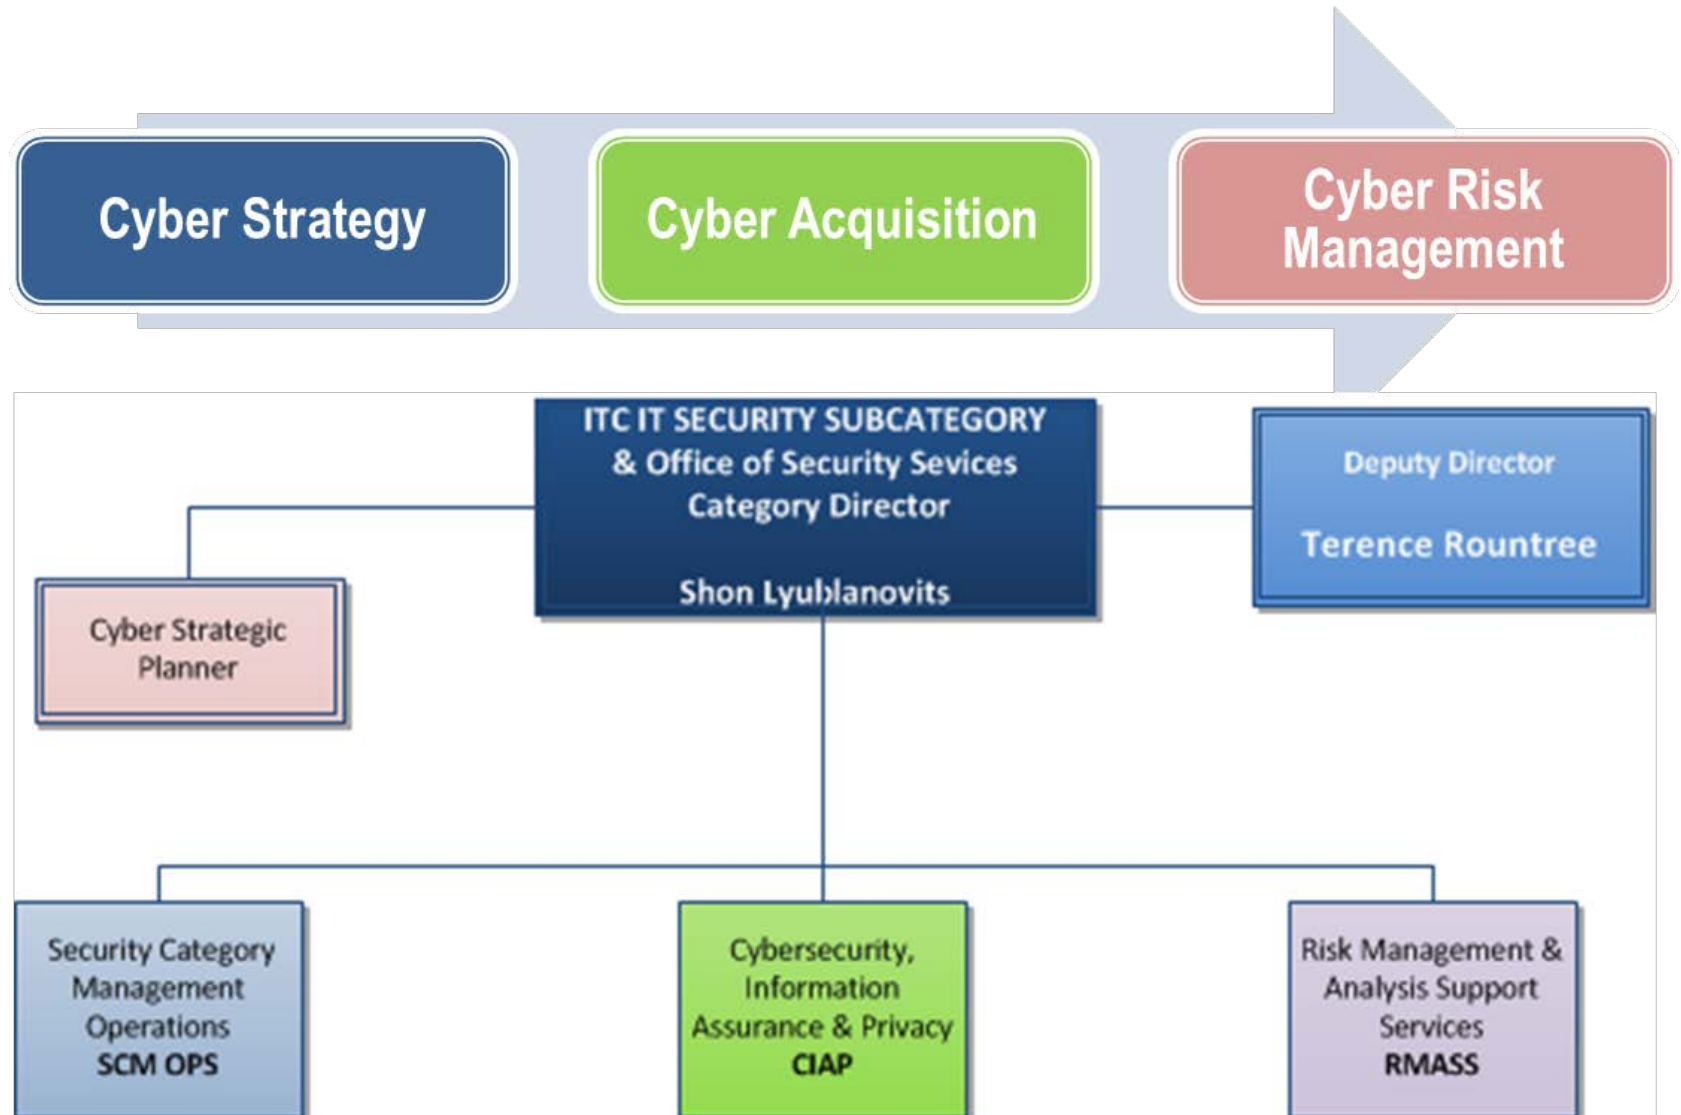 Cyber Strategy
Cyber Acquisition
Cyber Risk
Management
ITC IT SECURITY SUBCATEGORY
& Office of Security Sevices
Category Director
Shon Lyublanovits
Deputy Director
Terence Rountree
Cyber Strategic
Planner
Security Category
Management
Operations
SCM OPS
Cybersecurity,
Information
Assurance & Privacy
CIAP
Risk Management &
Analysis Support
Services
RMASS